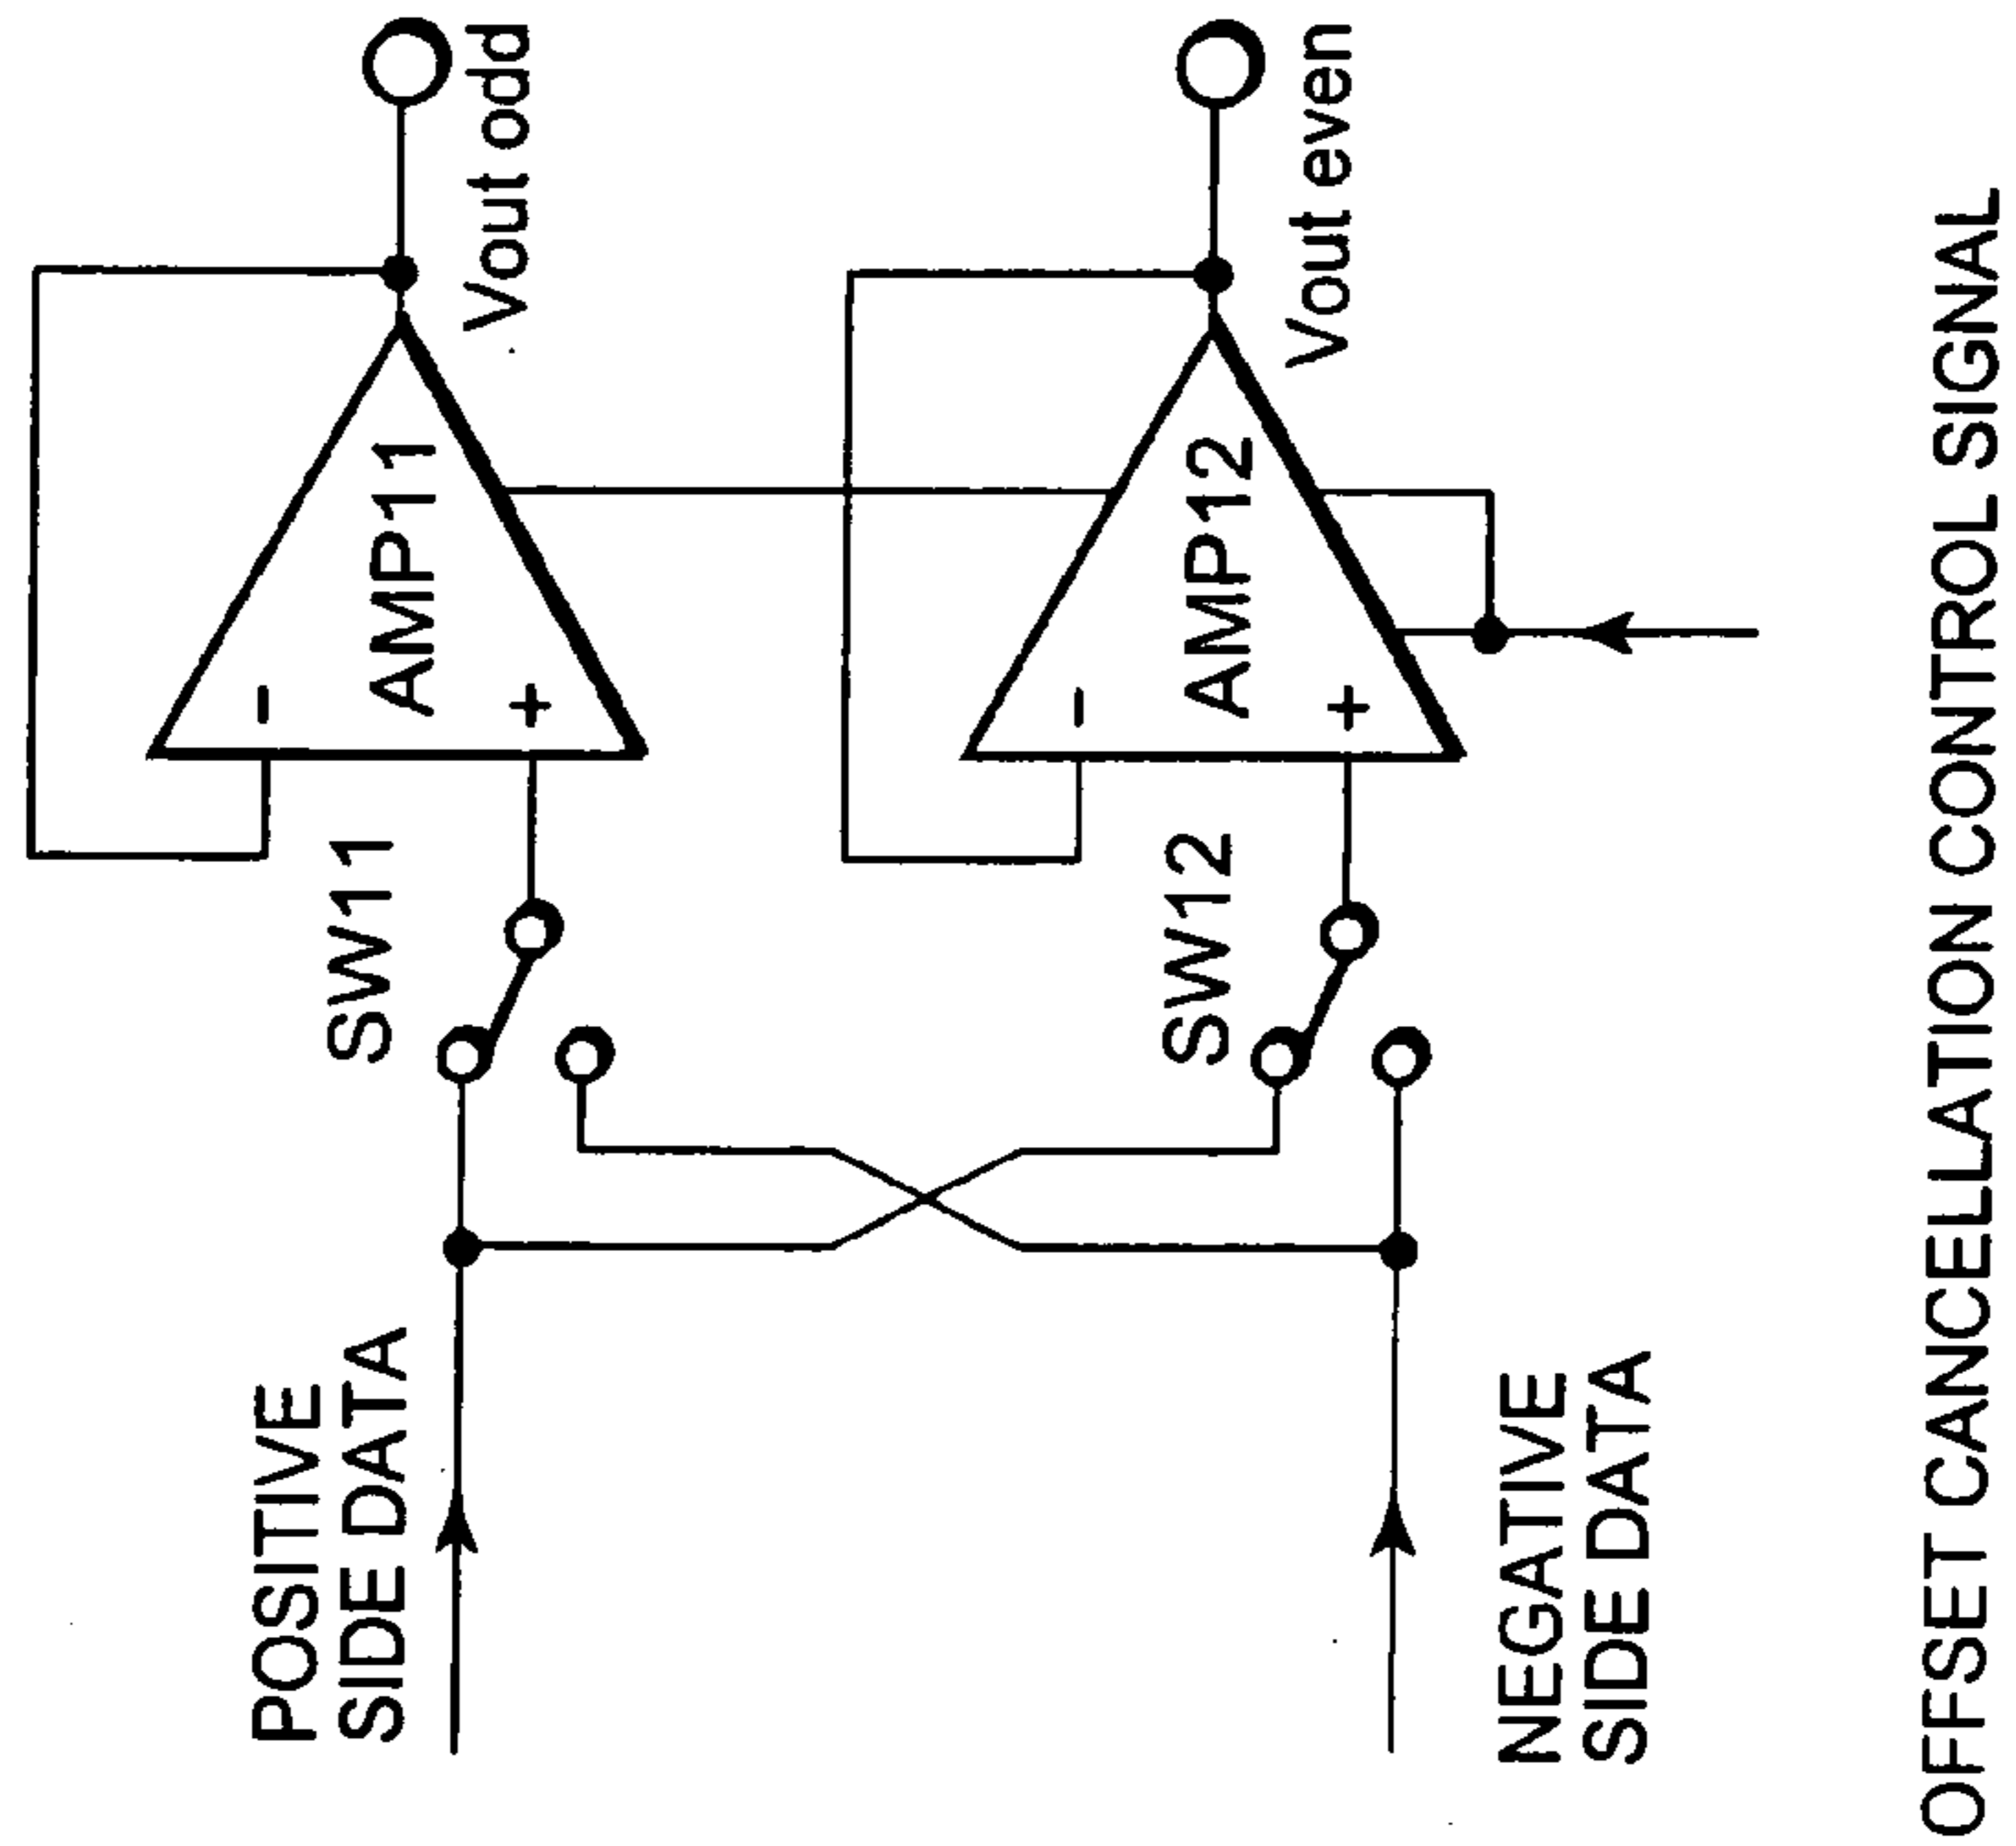 POSITIVE
SIDE DATA
SW11
-
AMP11
+
Vout odd
SW12
-
AMP12
+
Vout even
NEGATIVE
SIDE DATA
OFFSET CANCELLATION CONTROL SIGNAL